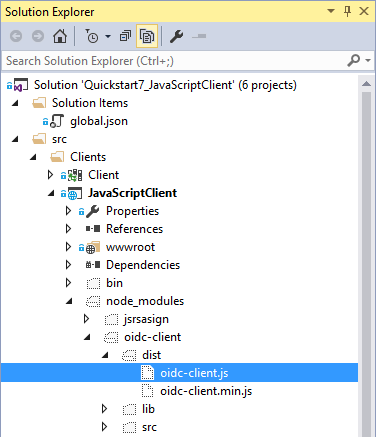 Solution Explorer
Search Solution Explorer (Ctrl+;)
Solution 'Quickstart7_JavaScriptClient' (6 projects)
Solution Items
global.json
src
Clients
Client
JavaScriptClient
Properties
References
wwwroot
Dependencies
bin
node_modules
jsrsasign
oidc-client
dist
oidc-client.js
oidc-client.min.js
lib
src